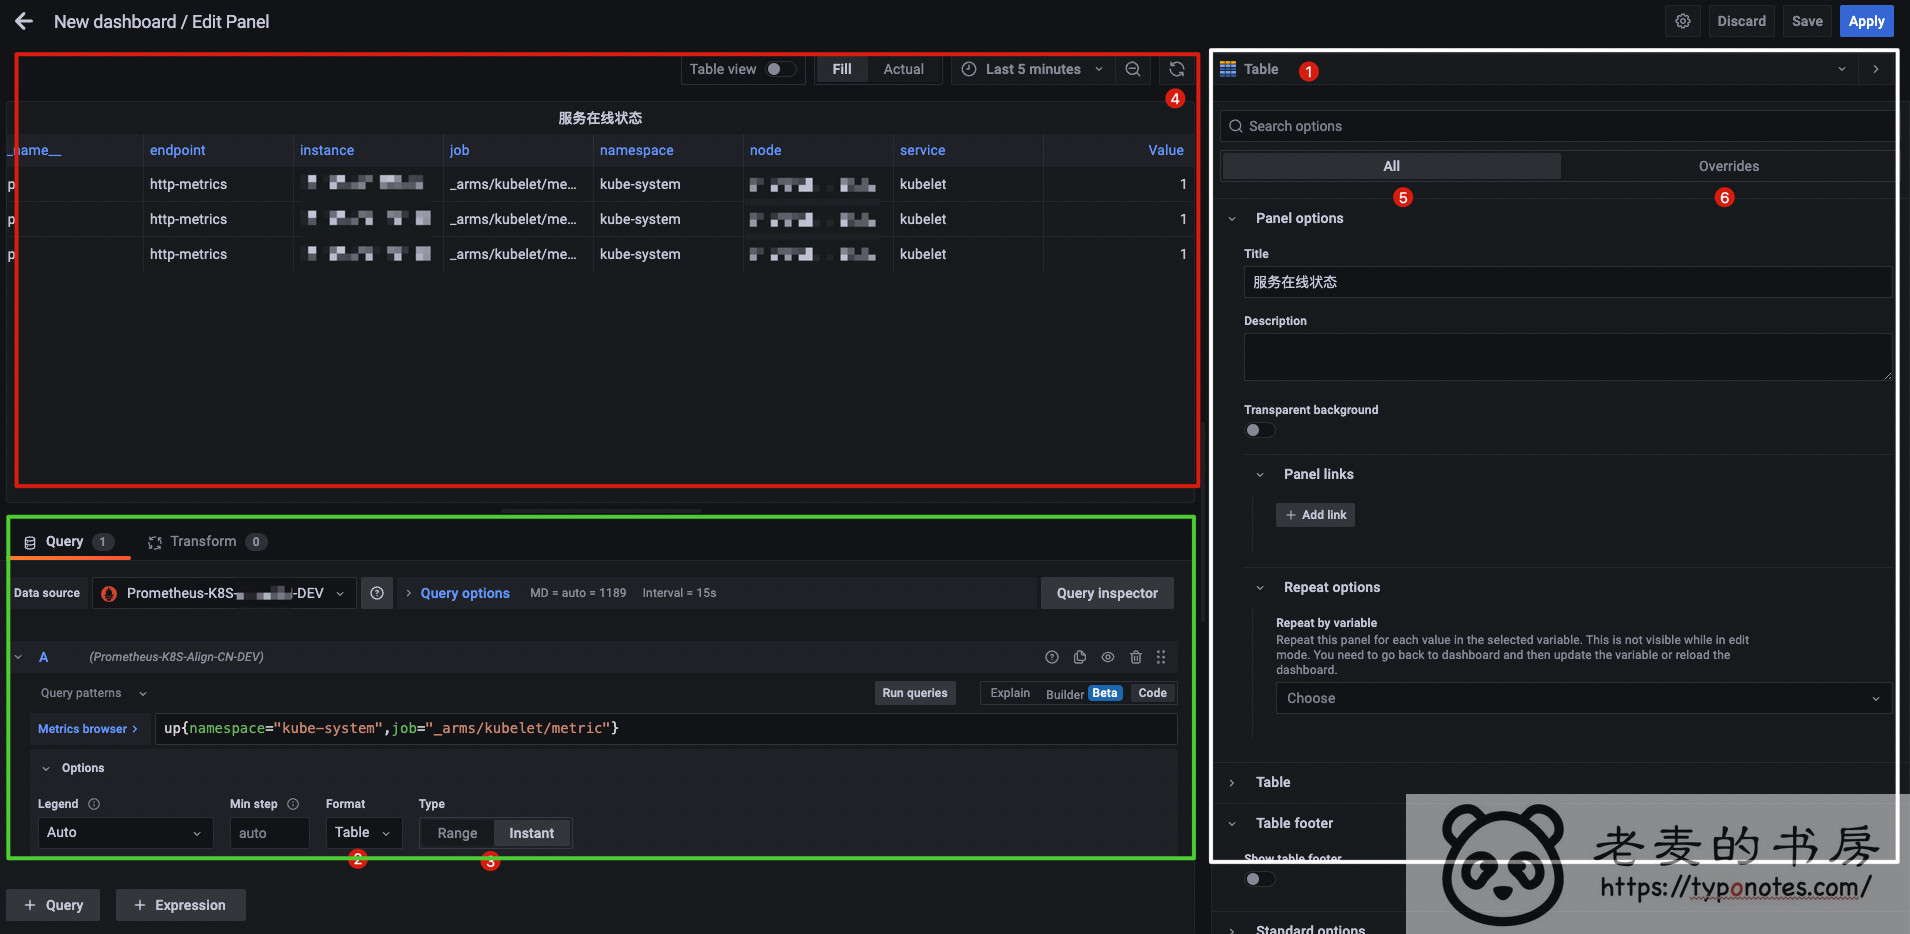 New dashboard / Edit Panel
Discard
Save
Apply
Table view
Fill
Actual
Last 5 minutes
4
服务在线状态
_name__ endpoint instance job namespace node service Value
p http-metrics _arms/kubelet/me... kube-system kubelet 1
p http-metrics _arms/kubelet/me... kube-system kubelet 1
p http-metrics _arms/kubelet/me... kube-system kubelet 1
Query 1 Transform 0
Data source Prometheus-K8S- -DEV Query options MD = auto = 1189 Interval = 15s Query inspector
A (Prometheus-K8S-Align-CN-DEV)
Query patterns Run queries Explain Builder Beta Code
Metrics browser > up{namespace="kube-system",job="_arms/kubelet/metric"}
Options
Legend Min step Format Type
Auto auto Table Range Instant
2 3
+ Query + Expression
Table 1
Search options
All Overrides
5 6
Panel options
Title
服务在线状态
Description
Transparent background
Panel links
+ Add link
Repeat options
Repeat by variable
Repeat this panel for each value in the selected variable. This is not visible while in edit
mode. You need to go back to dashboard and then update the variable or reload the
dashboard.
Choose
Table
Table footer
Show table footer
Standard options
老麦的书房
https://typonotes.com/